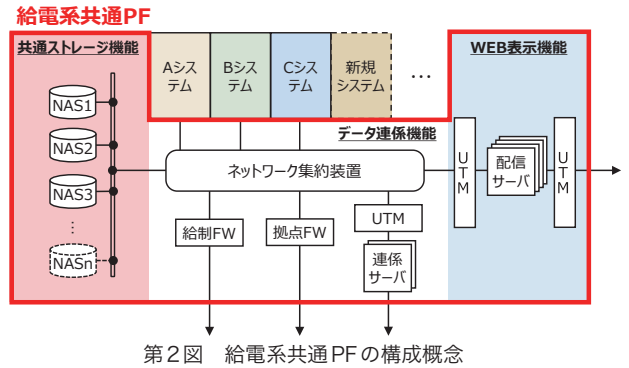 給電系共通PF
共通ストレージ機能
NAS1
NAS2
NAS3
⋮
NASn
Aシス
テム
Bシス
テム
Cシス
テム
新規
システム
…
WEB表示機能
データ連係機能
ネットワーク集約装置
UTM
配信
サーバ
UTM
給制FW
拠点FW
UTM
連係
サーバ
第2図 給電系共通PFの構成概念